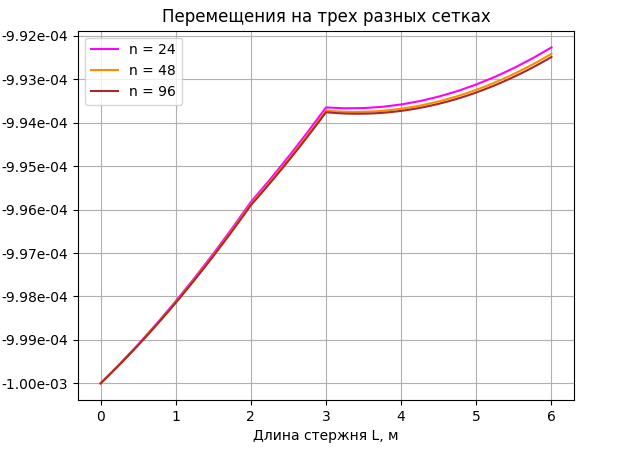 Перемещения на трех разных сетках
-9.92e-04
-9.93e-04
-9.94e-04
-9.95e-04
-9.96e-04
-9.97e-04
-9.98e-04
-9.99e-04
-1.00e-03
n = 24
n = 48
n = 96
0 1 2 3 4 5 6
Длина стержня L, м